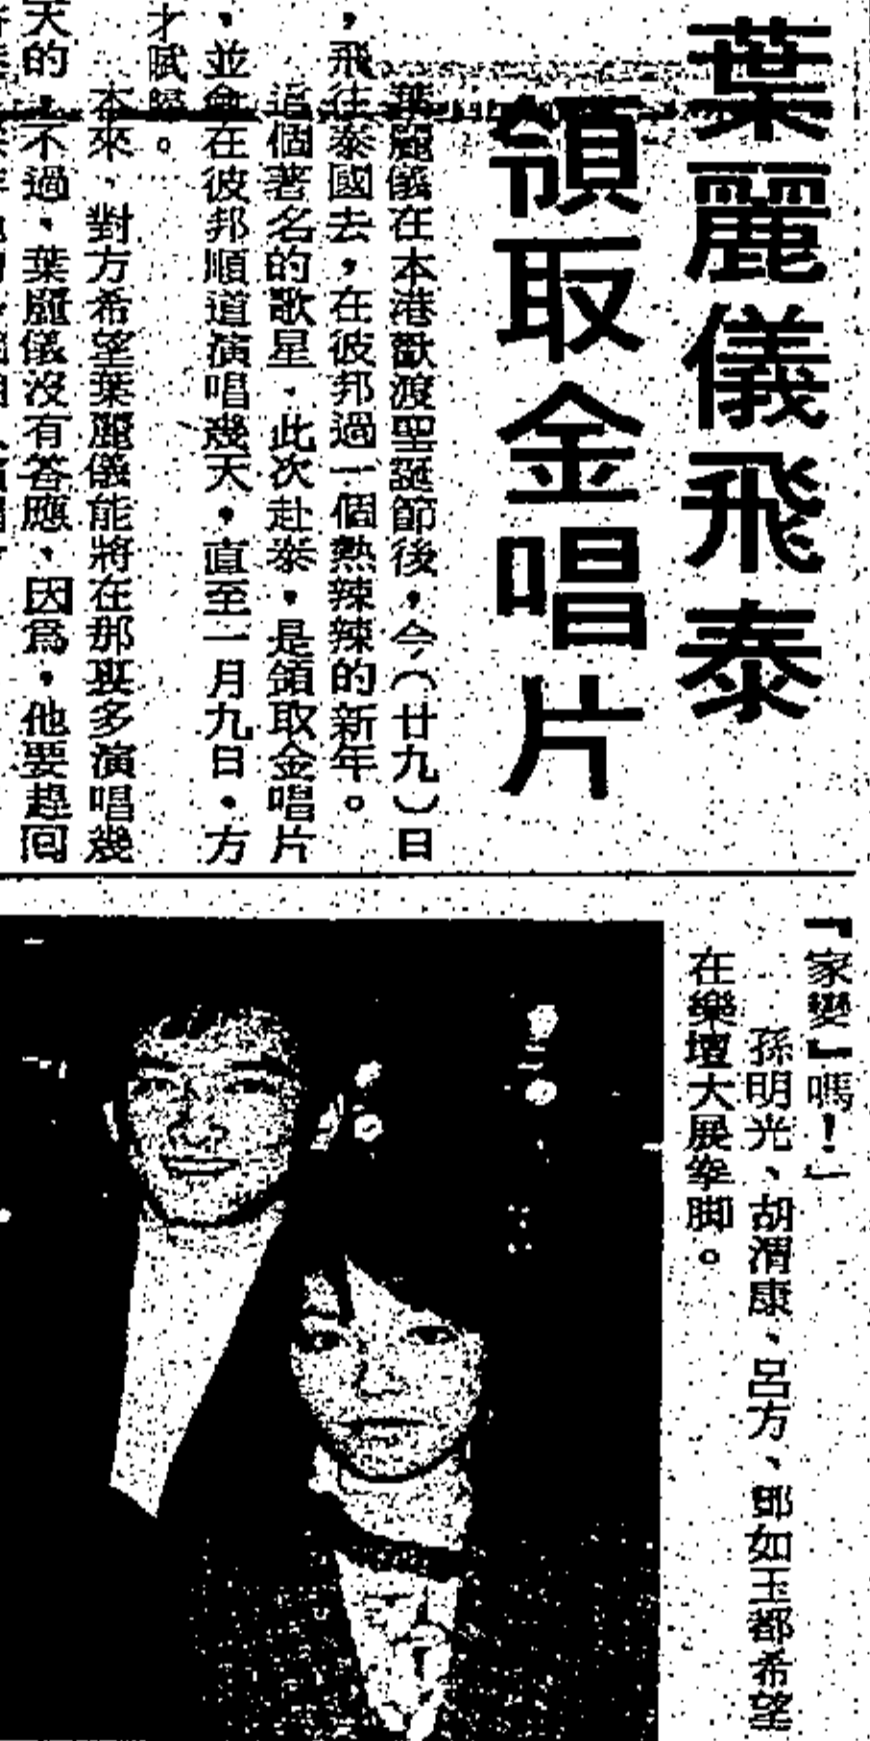 葉麗儀飛泰
領取金唱片
葉麗儀在本港歡渡聖誕節後，今（廿九）日
，飛往泰國去，在彼邦過一個熱辣辣的新年。
這個著名的歌星，此次赴泰，是領取金唱片
，並會在彼邦順道演唱幾天，直至一月九日，方
才賦歸。
本來，對方希望葉麗儀能將在那裏多演唱幾
天的，不過，葉麗儀沒有答應，因爲，他要趕回
『家變』嗎！」
孫明光、胡渭康、呂方、鄧如玉都希望
在樂壇大展拳脚。